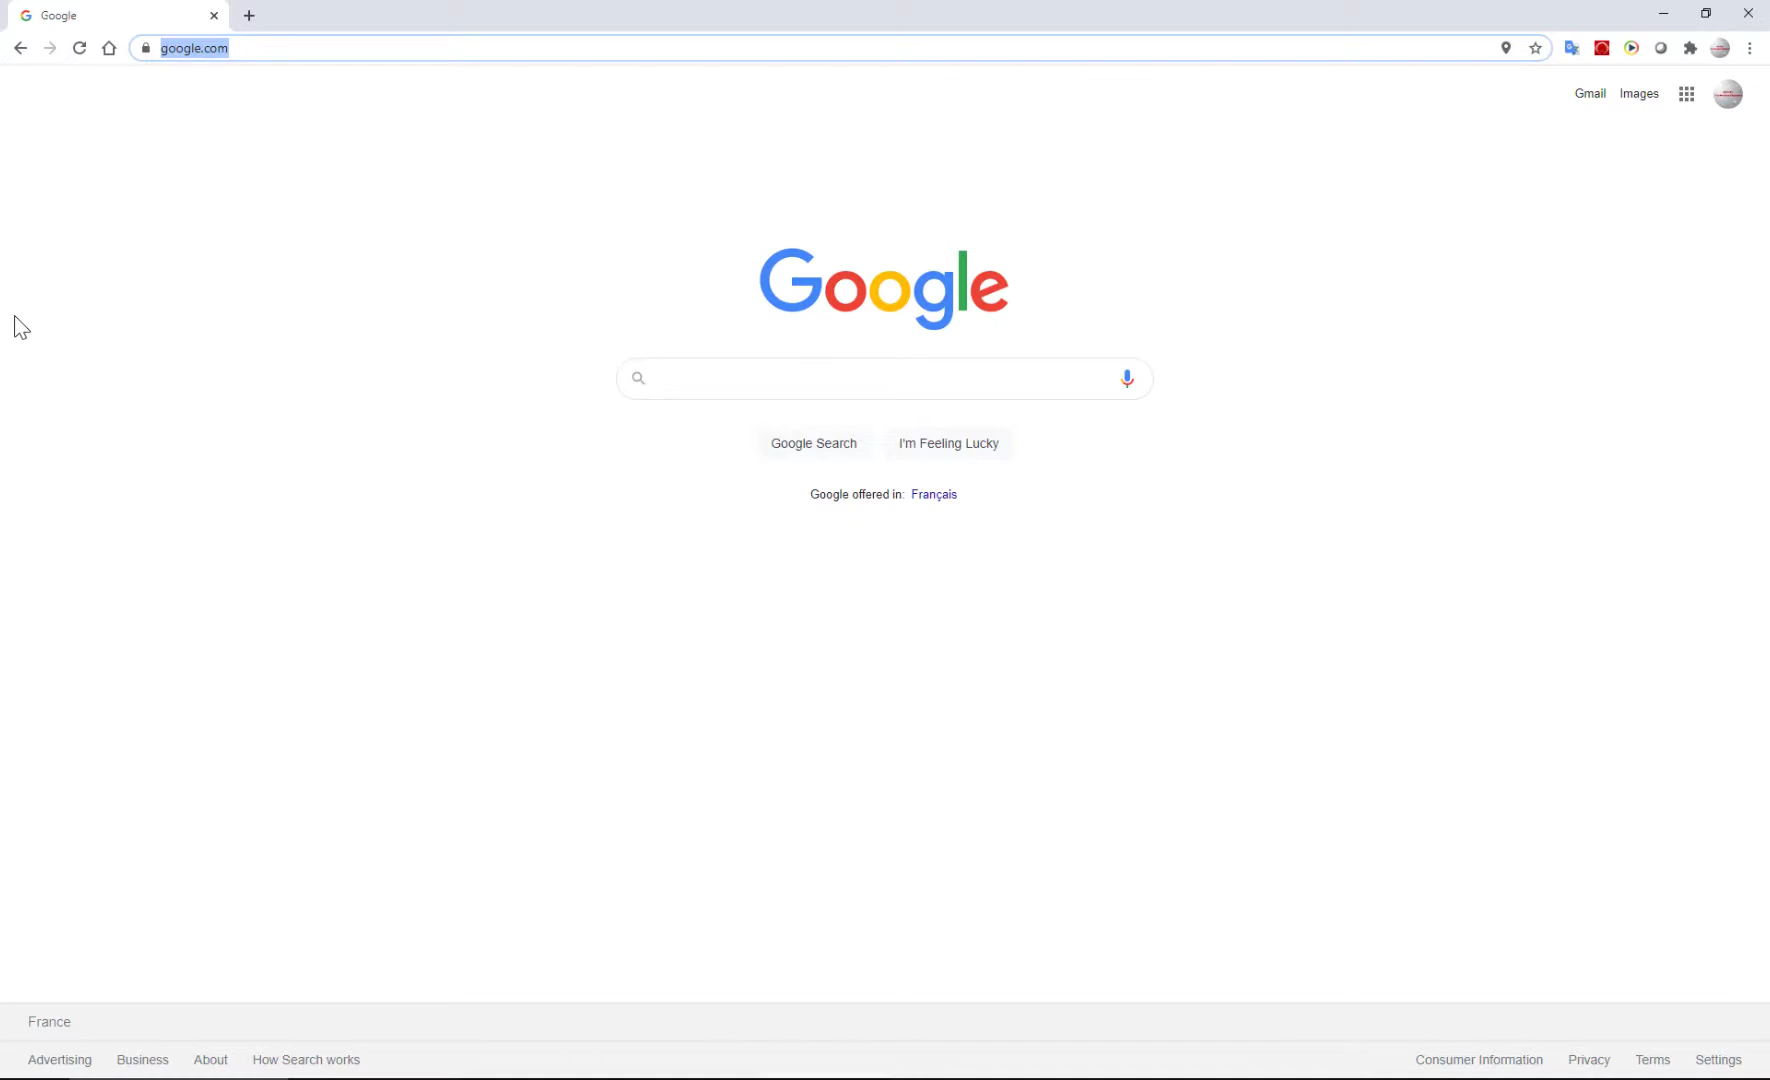 Google
google.com
Gmail Images
Google
Google Search I'm Feeling Lucky
Google offered in: Français
France
Advertising Business About How Search works Consumer Information Privacy Terms Settings